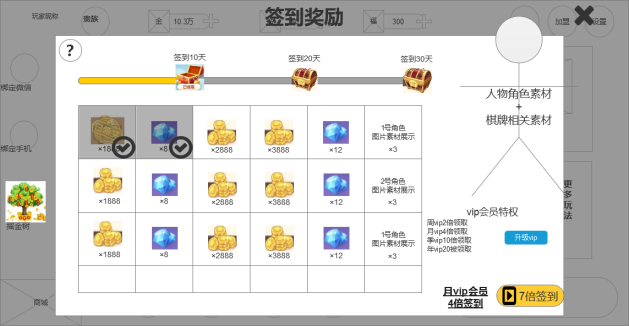 玩家昵称
贵族
金
10.3万
签到奖励
福
300
加盟
设置
?
签到10天
签到20天
签到30天
绑定微信
绑定手机
摇金树
商城
×1888
×8
×2888
×3888
×12
1号角色
图片素材展示
×3
×1888
×8
×2888
×3888
×12
2号角色
图片素材展示
×3
×1888
×8
×2888
×3888
×12
1号角色
图片素材展示
×3
人物角色素材
+
棋牌相关素材
更多玩法
vip会员特权
周vip2倍领取
月vip4倍领取
季vip10倍领取
年vip20被领取
升级vip
月vip会员
4倍签到
7倍签到